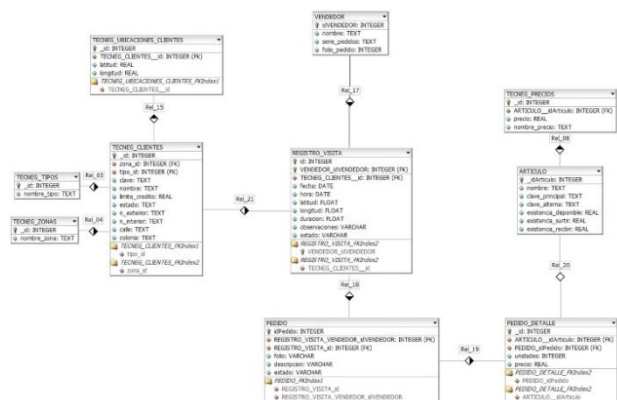 TECNEG_UBICACIONES_CLIENTES
_id: INTEGER
TECNEG_CLIENTES__id: INTEGER (FK)
latitud: REAL
longitud: REAL
TECNEG_UBICACIONES_CLIENTES_FKIndex1
TECNEG_CLIENTES__id
Rel_15
TECNEG_CLIENTES
_id: INTEGER
zona_id: INTEGER (FK)
tipo_id: INTEGER (FK)
clave: TEXT
nombre: TEXT
limite_credito: REAL
estado: TEXT
n_exterior: TEXT
n_interior: TEXT
calle: TEXT
colonia: TEXT
TECNEG_CLIENTES_FKIndex1
tipo_id
TECNEG_CLIENTES_FKIndex2
zona_id
TECNEG_TIPOS
_id: INTEGER
nombre_tipo: TEXT
Rel_03
TECNEG_ZONAS
_id: INTEGER
nombre_zona: TEXT
Rel_04
Rel_21
VENDEDOR
idVENDEDOR: INTEGER
nombre: TEXT
serie_pedidos: TEXT
folio_pedido: INTEGER
Rel_17
REGISTRO_VISITA
id: INTEGER
VENDEDOR_idVENDEDOR: INTEGER (FK)
TECNEG_CLIENTES__id: INTEGER (FK)
fecha: DATE
hora: DATE
latitud: FLOAT
longitud: FLOAT
duracion: FLOAT
observaciones: VARCHAR
estado: VARCHAR
REGISTRO_VISITA_FKIndex2
VENDEDOR_idVENDEDOR
REGISTRO_VISITA_FKIndex2
TECNEG_CLIENTES__id
Rel_18
PEDIDO
idPedido: INTEGER
REGISTRO_VISITA_VENDEDOR_idVENDEDOR: INTEGER (FK)
REGISTRO_VISITA_id: INTEGER (FK)
folio: VARCHAR
descripcion: VARCHAR
estado: VARCHAR
PEDIDO_FKIndex1
REGISTRO_VISITA_id
REGISTRO_VISITA_VENDEDOR_idVENDEDOR
Rel_19
TECNEG_PRECIOS
_id: INTEGER
ARTICULO__idArticulo: INTEGER (FK)
precio: REAL
nombre_precio: TEXT
Rel_08
ARTICULO
_idArticulo: INTEGER
nombre: TEXT
clave_principal: TEXT
clave_alterna: TEXT
existencia_disponible: REAL
existencia_surtir: REAL
existencia_recibir: REAL
Rel_20
PEDIDO_DETALLE
_id: INTEGER
ARTICULO__idArticulo: INTEGER (FK)
PEDIDO_idPedido: INTEGER (FK)
unidades: INTEGER
precio: REAL
PEDIDO_DETALLE_FKIndex2
PEDIDO_idPedido
PEDIDO_DETALLE_FKIndex2
ARTICULO__idArticulo